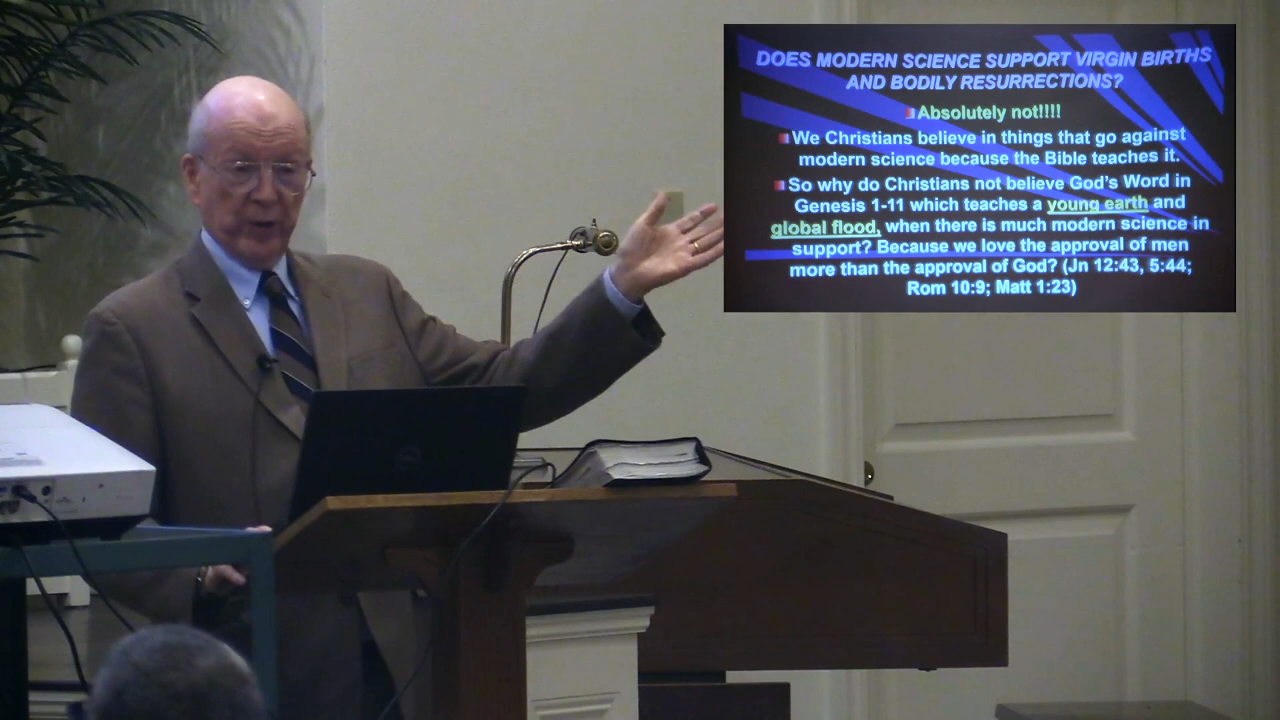 DOES MODERN SCIENCE SUPPORT VIRGIN BIRTHS
AND BODILY RESURRECTIONS?
Absolutely not!!!!
We Christians believe in things that go against
modern science because the Bible teaches it.
So why do Christians not believe God's Word in
Genesis 1-11 which teaches a young earth and
global flood, when there is much modern science in
support? Because we love the approval of men
more than the approval of God? (Jn 12:43, 5:44;
Rom 10:9; Matt 1:23)